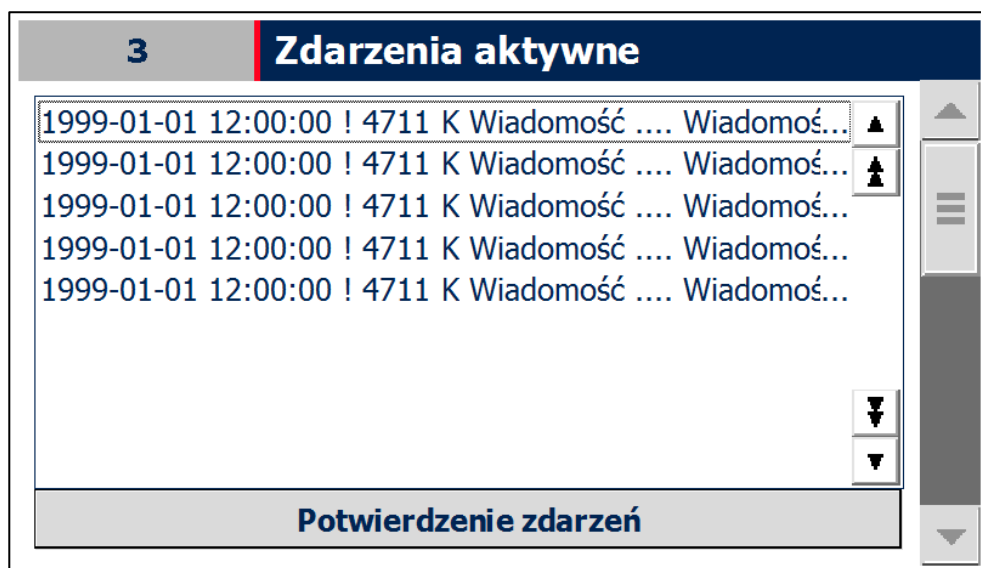 3 Zdarzenia aktywne
1999-01-01 12:00:00 ! 4711 K Wiadomość .... Wiadomoś...
1999-01-01 12:00:00 ! 4711 K Wiadomość .... Wiadomoś...
1999-01-01 12:00:00 ! 4711 K Wiadomość .... Wiadomoś...
1999-01-01 12:00:00 ! 4711 K Wiadomość .... Wiadomoś...
1999-01-01 12:00:00 ! 4711 K Wiadomość .... Wiadomoś...
Potwierdzenie zdarzeń